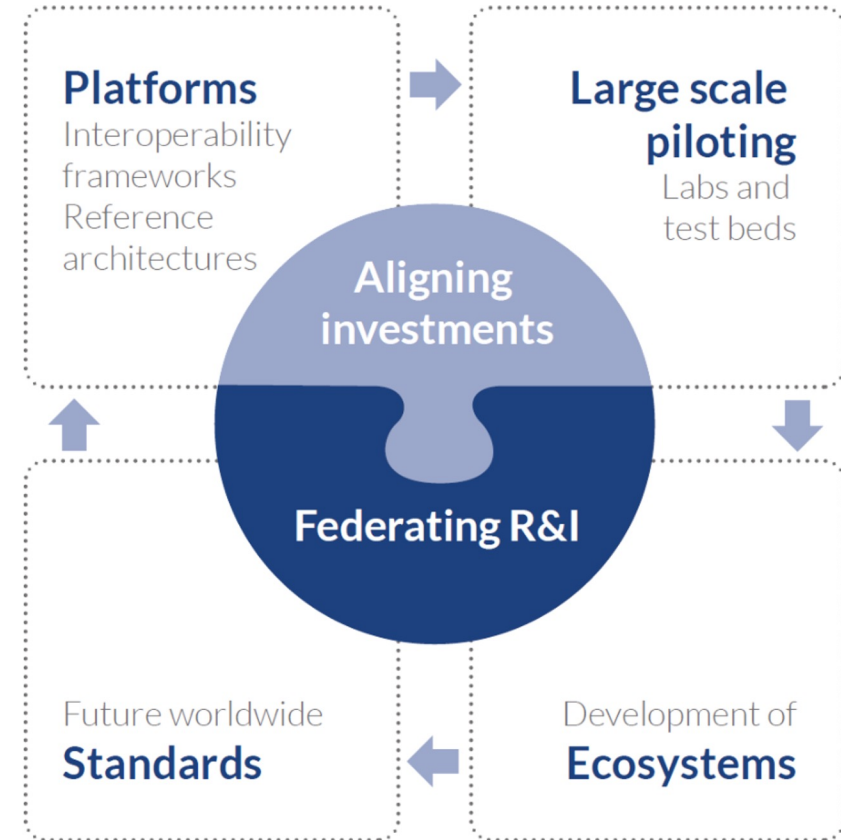 Platforms
Interoperability
frameworks
Reference
architectures
Large scale
piloting
Labs and
test beds
Aligning
investments
Federating R&I
Future worldwide
Standards
Development of
Ecosystems